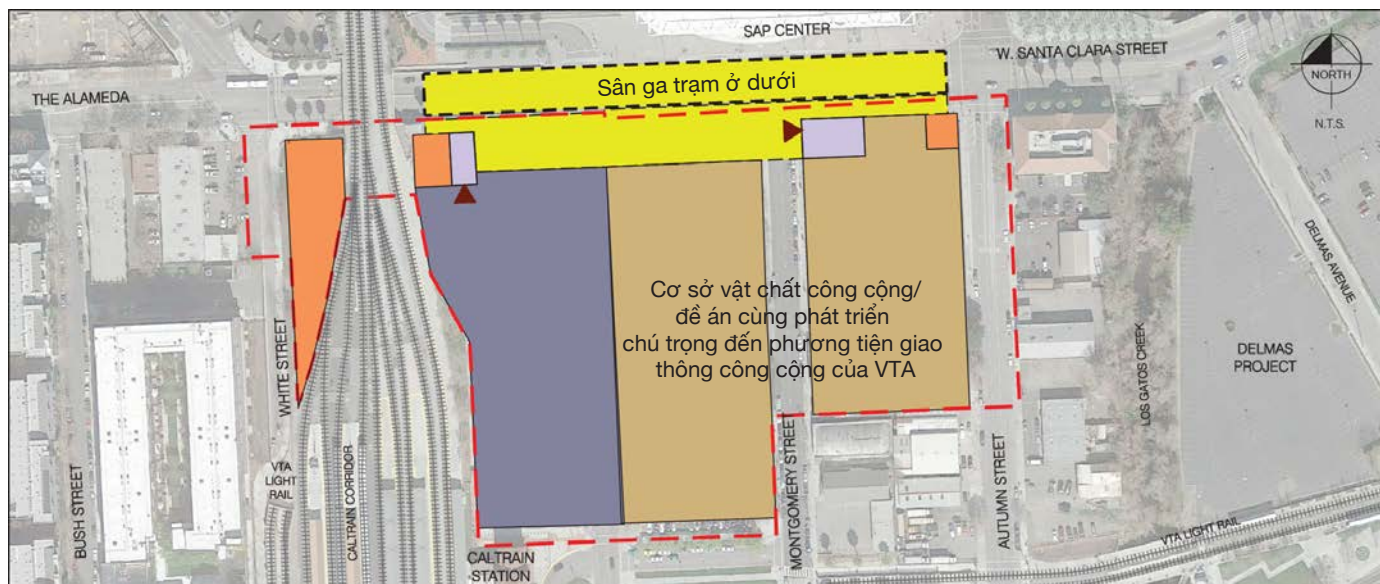 SAP CENTER
W. SANTA CLARA STREET
NORTH
N.T.S.
THE ALAMEDA
Sân ga trạm ở dưới
DELMAS AVENUE
Cơ sở vật chất công cộng/
đề án cùng phát triển
chú trọng đến phương tiện giao
thông công cộng của VTA
DELMAS
PROJECT
WHITE STREET
LOS GATOS CREEK
BUSH STREET
VTA
LIGHT
RAIL
CALTRAIN CORRIDOR
CALTRAIN
STATION
MONTGOMERY STREET
AUTUMN STREET
VTA LIGHT RAIL